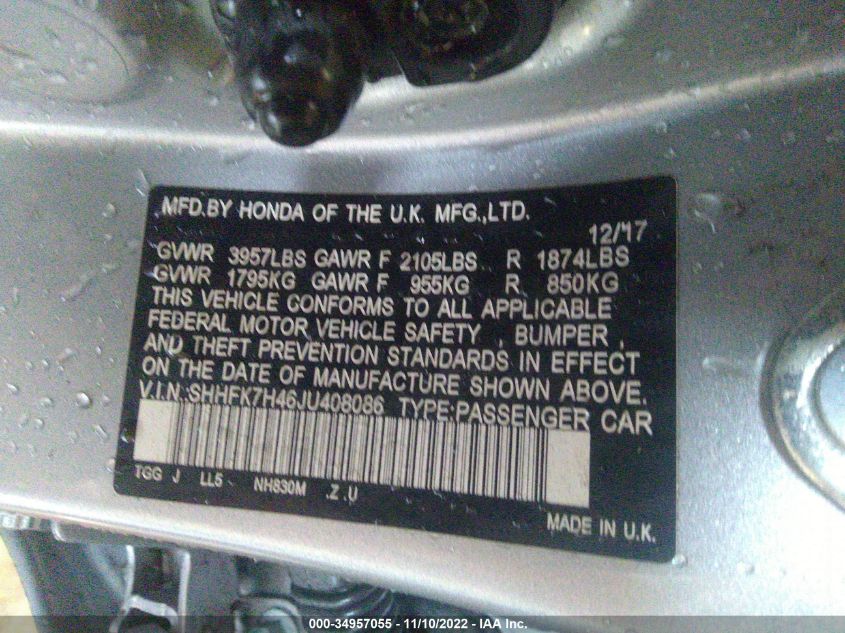 MFD.BY HONDA OF THE U.K. MFG.,LTD.
12/17
GVWR 3957LBS GAWR F 2105LBS R 1874LBS
GVWR 1795KG GAWR F 955KG R 850KG
THIS VEHICLE CONFORMS TO ALL APPLICABLE
FEDERAL MOTOR VEHICLE SAFETY , BUMPER ,
AND THEFT PREVENTION STANDARDS IN EFFECT
ON THE DATE OF MANUFACTURE SHOWN ABOVE.
V.I.N:SHHFK7H46JU408086 TYPE:PASSENGER CAR
TGG J LL5 NH830M .Z .U
MADE IN U.K.
000-34957055 - 11/10/2022 - IAA Inc.